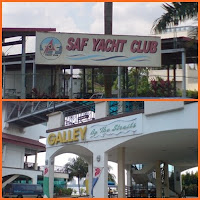 SAF YACHT CLUB
GALLEY
By The Straits